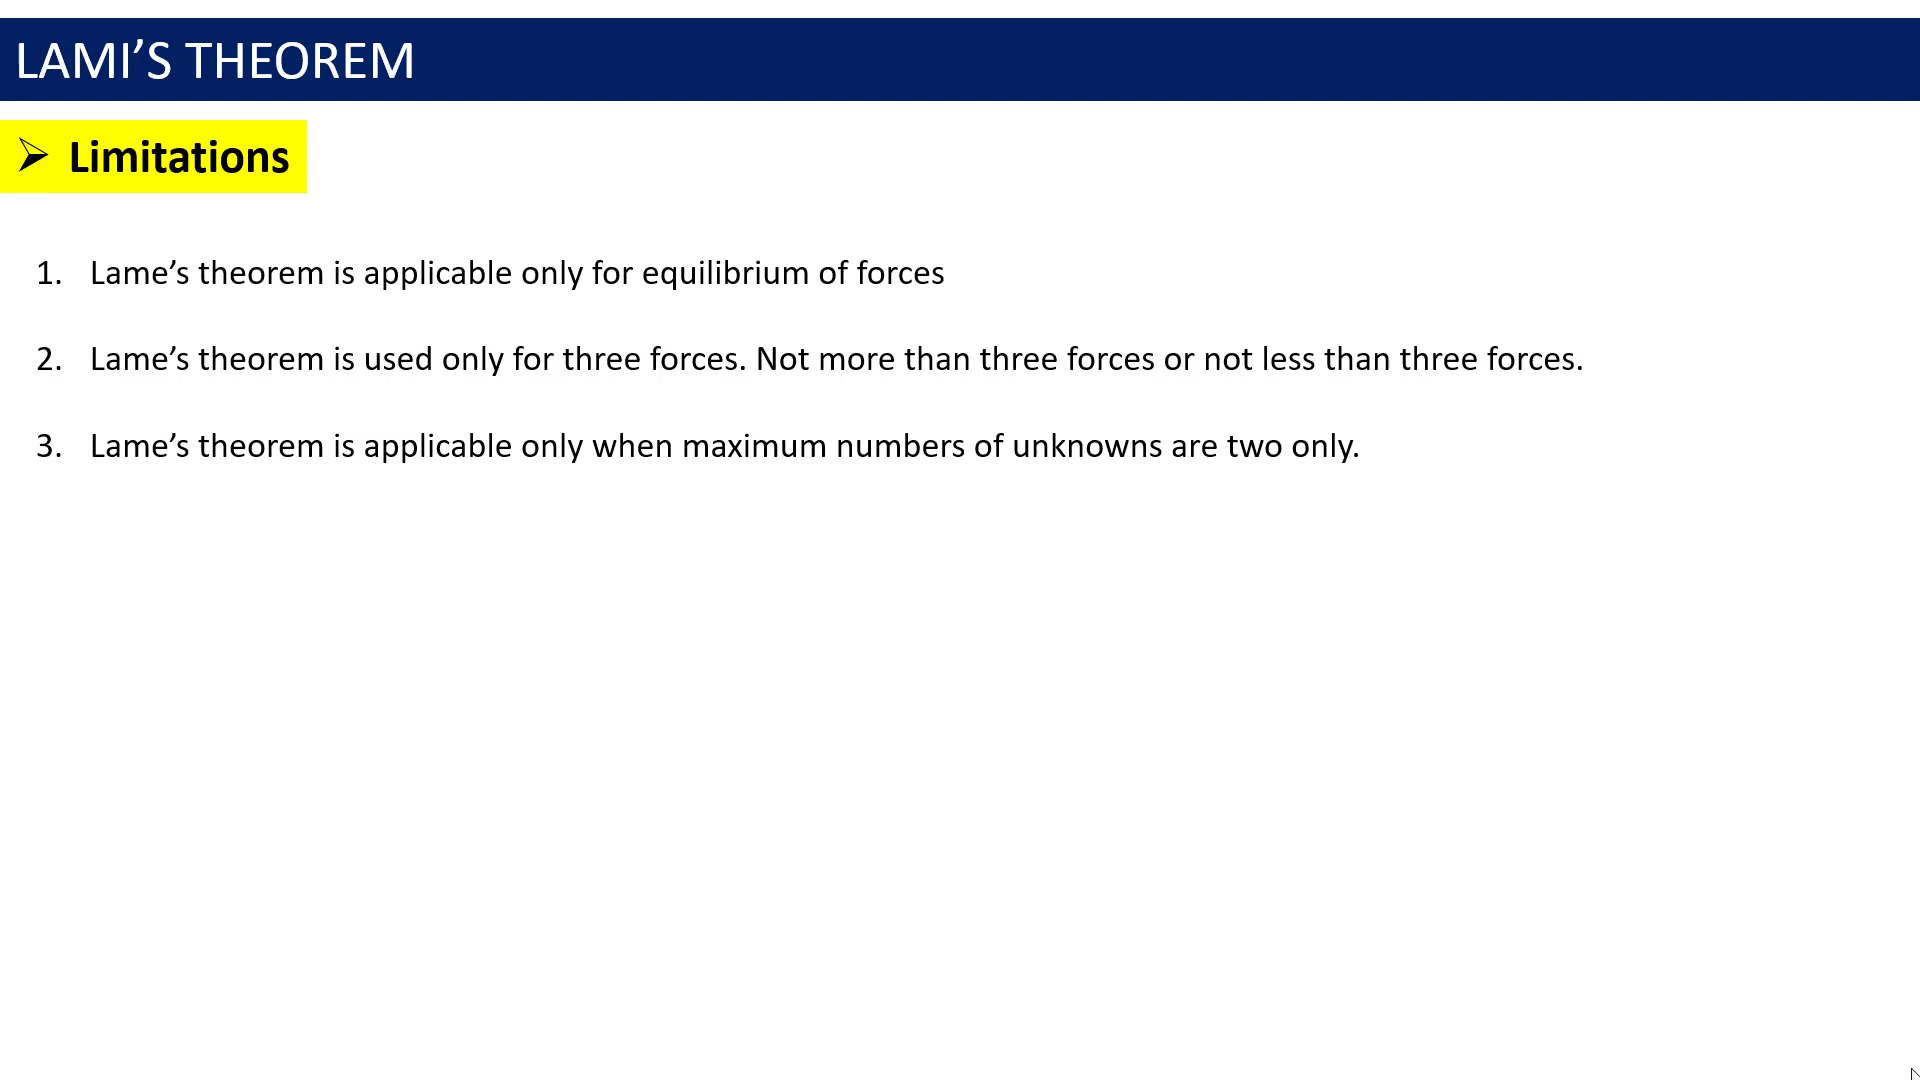 LAMI’S THEOREM
➢ Limitations
1. Lame’s theorem is applicable only for equilibrium of forces
2. Lame’s theorem is used only for three forces. Not more than three forces or not less than three forces.
3. Lame’s theorem is applicable only when maximum numbers of unknowns are two only.